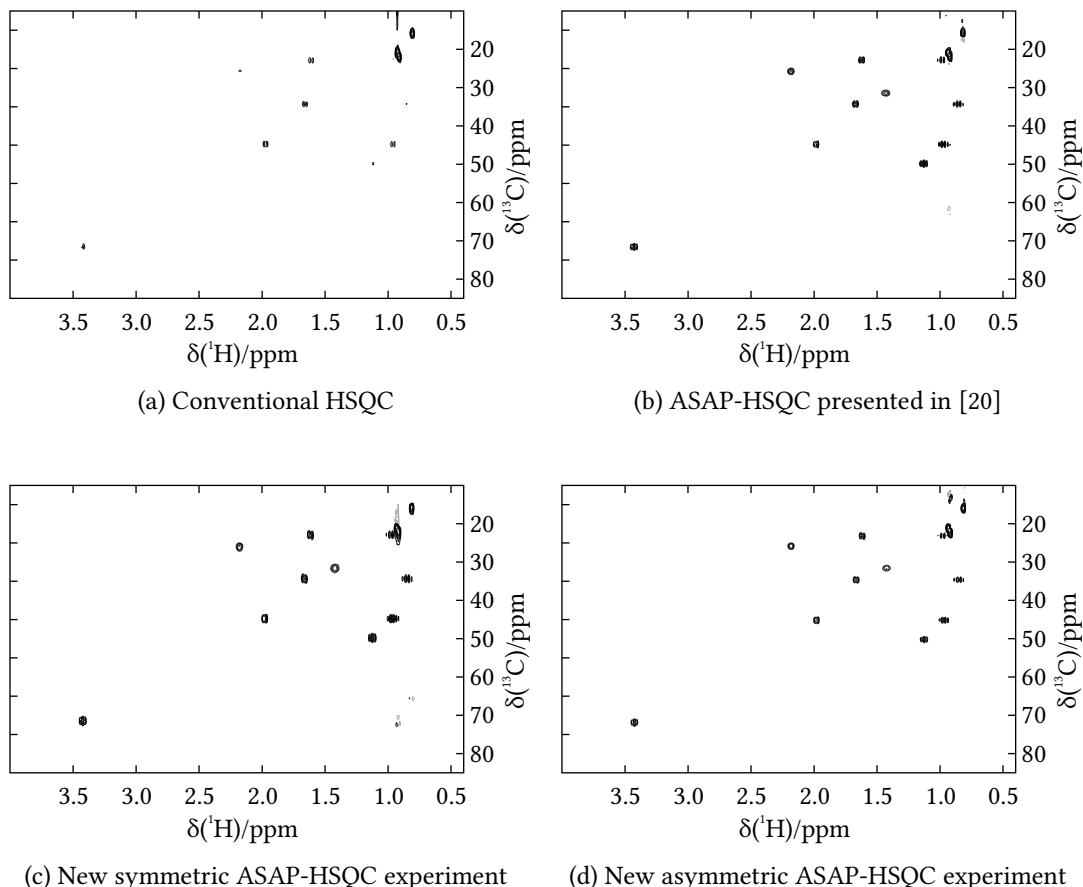 20
30
40
50
60
70
80
δ(¹³C)/ppm
3.5 3.0 2.5 2.0 1.5 1.0 0.5
δ(¹H)/ppm
(a) Conventional HSQC
20
30
40
50
60
70
80
δ(¹³C)/ppm
3.5 3.0 2.5 2.0 1.5 1.0 0.5
δ(¹H)/ppm
(b) ASAP-HSQC presented in [20]
20
30
40
50
60
70
80
δ(¹³C)/ppm
3.5 3.0 2.5 2.0 1.5 1.0 0.5
δ(¹H)/ppm
(c) New symmetric ASAP-HSQC experiment
20
30
40
50
60
70
80
δ(¹³C)/ppm
3.5 3.0 2.5 2.0 1.5 1.0 0.5
δ(¹H)/ppm
(d) New asymmetric ASAP-HSQC experiment